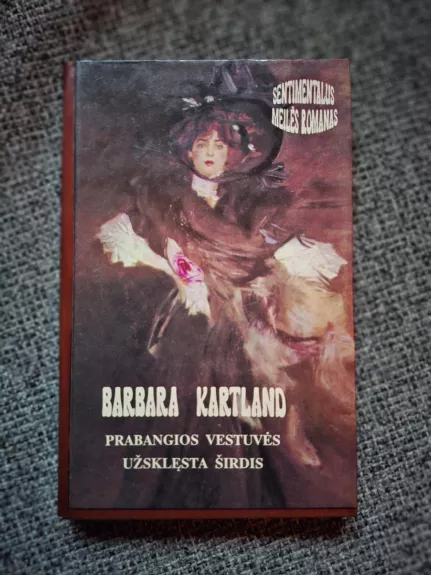 SENTIMENTALUS
MEILĖS ROMANAS
BARBARA KARTLAND
PRABANGIOS VESTUVĖS
UŽSKLĘSTA ŠIRDIS